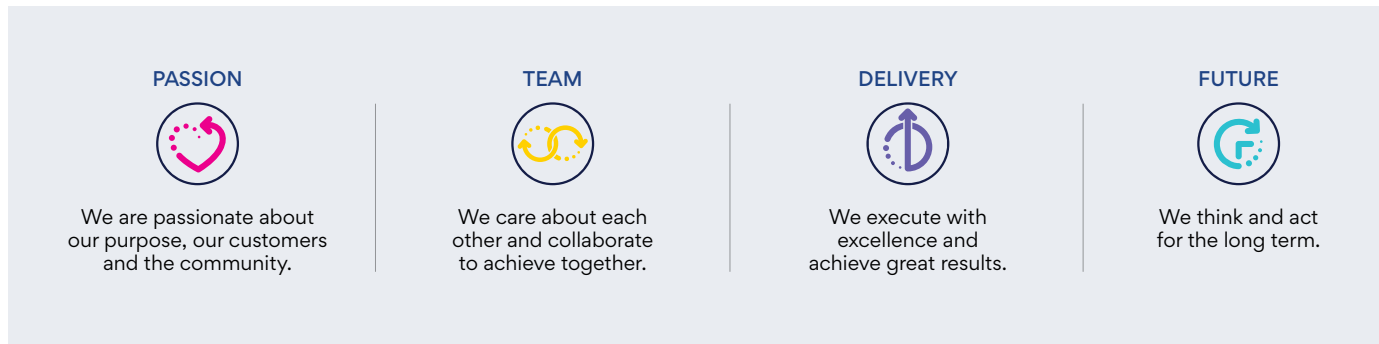 PASSION
We are passionate about
our purpose, our customers
and the community.
TEAM
We care about each
other and collaborate
to achieve together.
DELIVERY
We execute with
excellence and
achieve great results.
FUTURE
We think and act
for the long term.